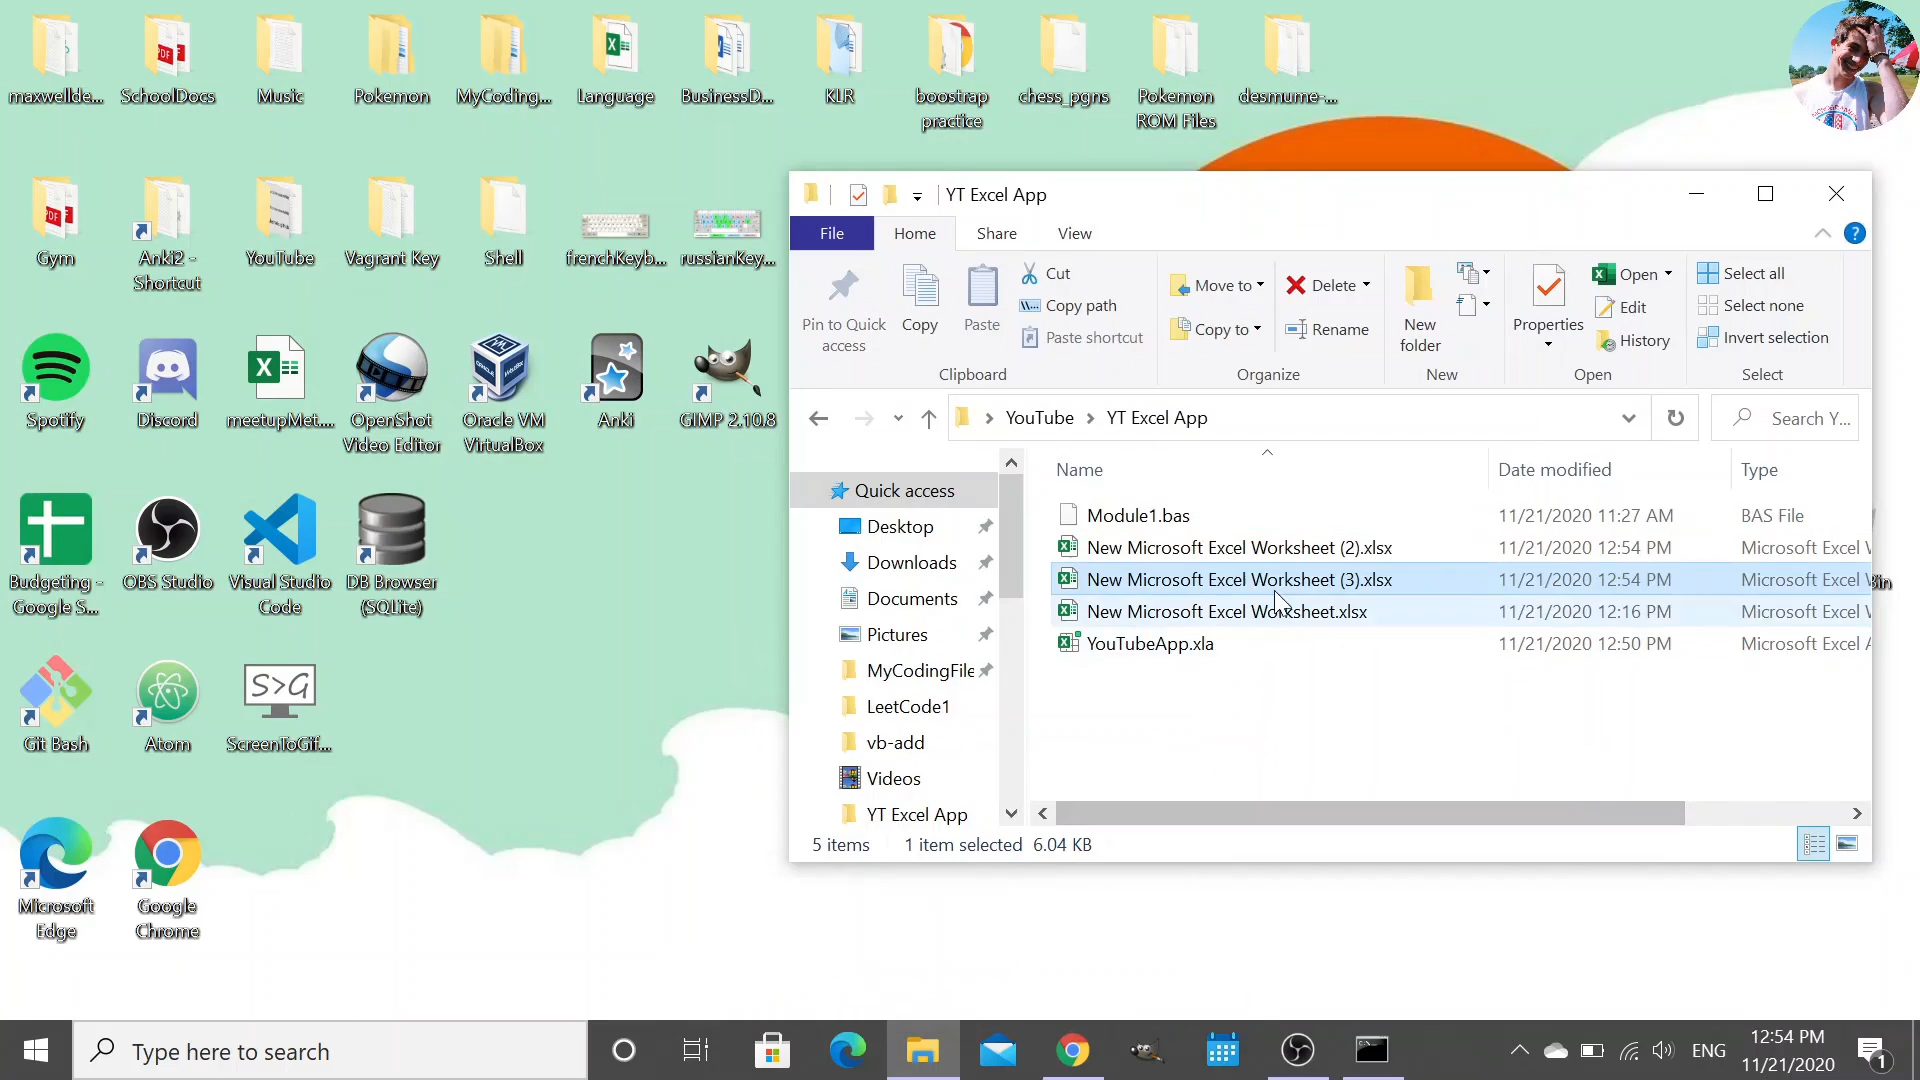 maxwellde...
SchoolDocs
Music
Pokemon
MyCoding...
Language
BusinessD...
KLR
boostrap
practice
chess_pgns
Pokemon
ROM Files
desmume-...
Gym
Anki2 -
Shortcut
YouTube
Vagrant Key
Shell
frenchKeyb...
russianKey...
Spotify
Discord
meetupMet....
OpenShot
Video Editor
Oracle VM
VirtualBox
Anki
GIMP 2.10.8
Budgeting -
Google S...
OBS Studio
Visual Studio
Code
DB Browser
(SQLite)
Git Bash
Atom
S>G
ScreenToGif...
Microsoft
Edge
Google
Chrome
YT Excel App
File
Home
Share
View
Pin to Quick
access
Copy
Paste
Cut
Copy path
Paste shortcut
Clipboard
Move to
Copy to
Delete
Rename
Organize
New
folder
New
Properties
Open
Edit
History
Open
Select all
Select none
Invert selection
Select
YouTube
YT Excel App
Search Y...
Quick access
Desktop
Downloads
Documents
Pictures
MyCodingFile
LeetCode1
vb-add
Videos
YT Excel App
Name Date modified Type
Module1.bas 11/21/2020 11:27 AM BAS File
New Microsoft Excel Worksheet (2).xlsx 11/21/2020 12:54 PM Microsoft Excel W
New Microsoft Excel Worksheet (3).xlsx 11/21/2020 12:54 PM Microsoft Excel W
New Microsoft Excel Worksheet.xlsx 11/21/2020 12:16 PM Microsoft Excel W
YouTubeApp.xla 11/21/2020 12:50 PM Microsoft Excel A
5 items 1 item selected 6.04 KB
Type here to search
ENG
12:54 PM
11/21/2020
1